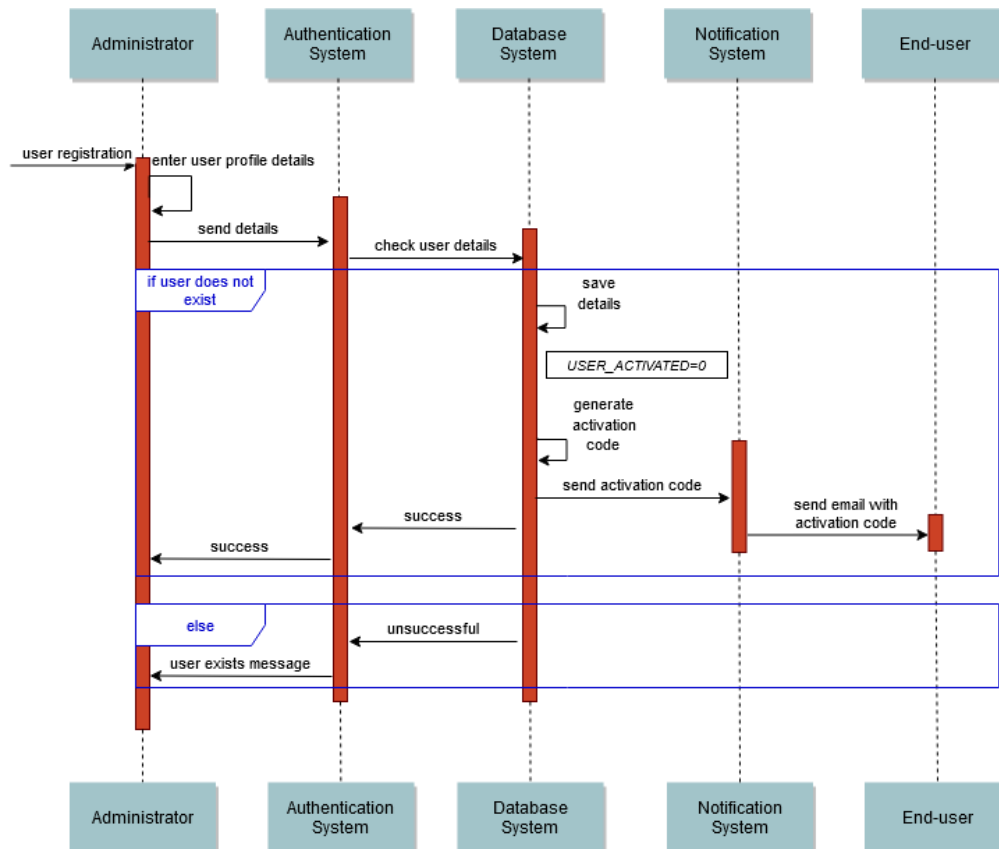 Administrator
Authentication
System
Database
System
Notification
System
End-user
user registration
enter user profile details
send details
check user details
if user does not
exist
save
details
USER_ACTIVATED=0
generate
activation
code
send activation code
send email with
activation code
success
success
else
unsuccessful
user exists message
Administrator
Authentication
System
Database
System
Notification
System
End-user